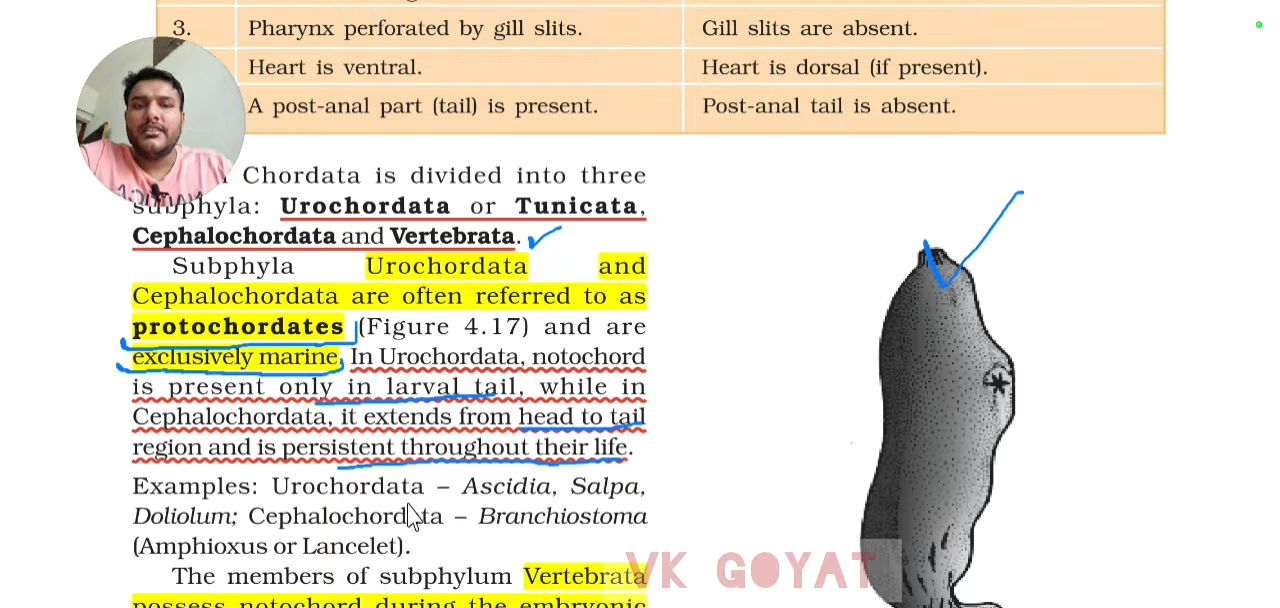 3. Pharynx perforated by gill slits. Gill slits are absent.
Heart is ventral. Heart is dorsal (if present).
A post-anal part (tail) is present. Post-anal tail is absent.
Chordata is divided into three
subphyla: Urochordata or Tunicata,
Cephalochordata and Vertebrata.
Subphyla Urochordata and
Cephalochordata are often referred to as
protochordates (Figure 4.17) and are
exclusively marine. In Urochordata, notochord
is present only in larval tail, while in
Cephalochordata, it extends from head to tail
region and is persistent throughout their life.
Examples: Urochordata – Ascidia, Salpa,
Doliolum; Cephalochordata – Branchiostoma
(Amphioxus or Lancelet).
The members of subphylum Vertebrata
possess notochord during the embryonic
VK GOYAT